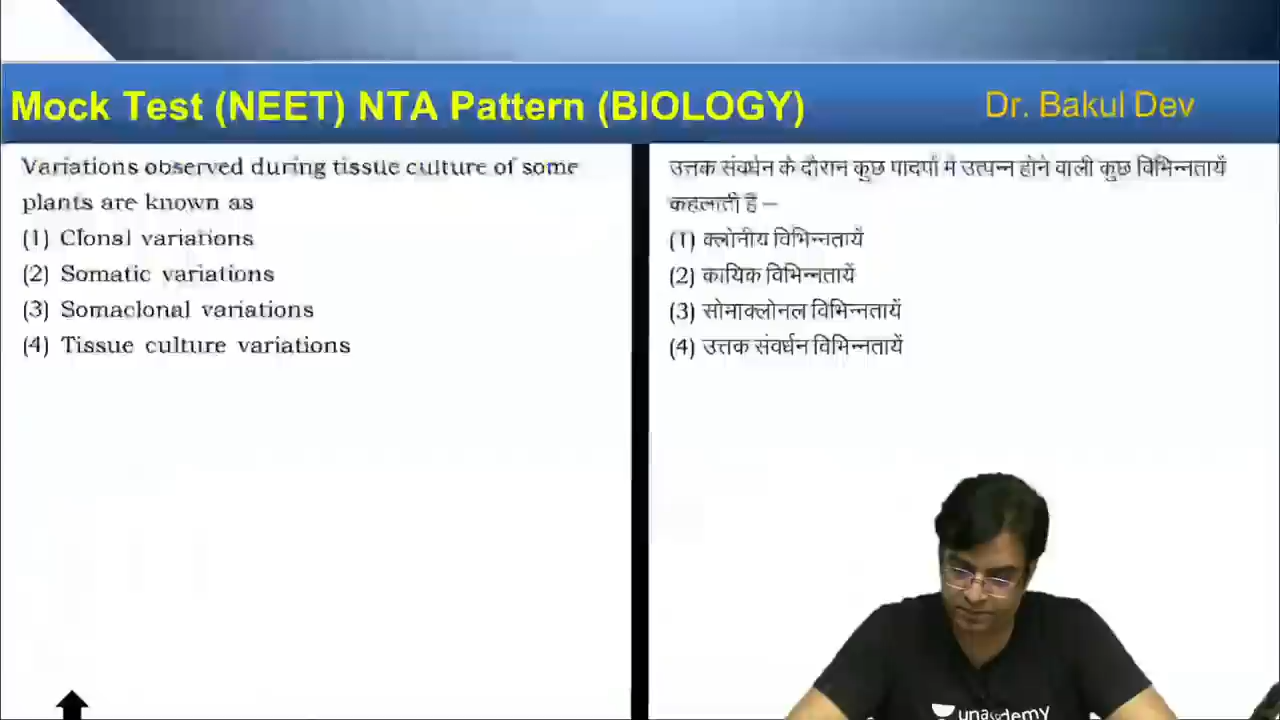 Mock Test (NEET) NTA Pattern (BIOLOGY)
Dr. Bakul Dev
Variations observed during tissue culture of some
plants are known as
(1) Clonal variations
(2) Somatic variations
(3) Somaclonal variations
(4) Tissue culture variations
उत्तक संवर्धन के दौरान कुछ पादपों में उत्पन्न होने वाली कुछ विभिन्नतायें
कहलाती है –
(1) क्लोनीय विभिन्नतायें
(2) कायिक विभिन्नतायें
(3) सोमाक्लोनल विभिन्नतायें
(4) उत्तक संवर्धन विभिन्नतायें
unacademy